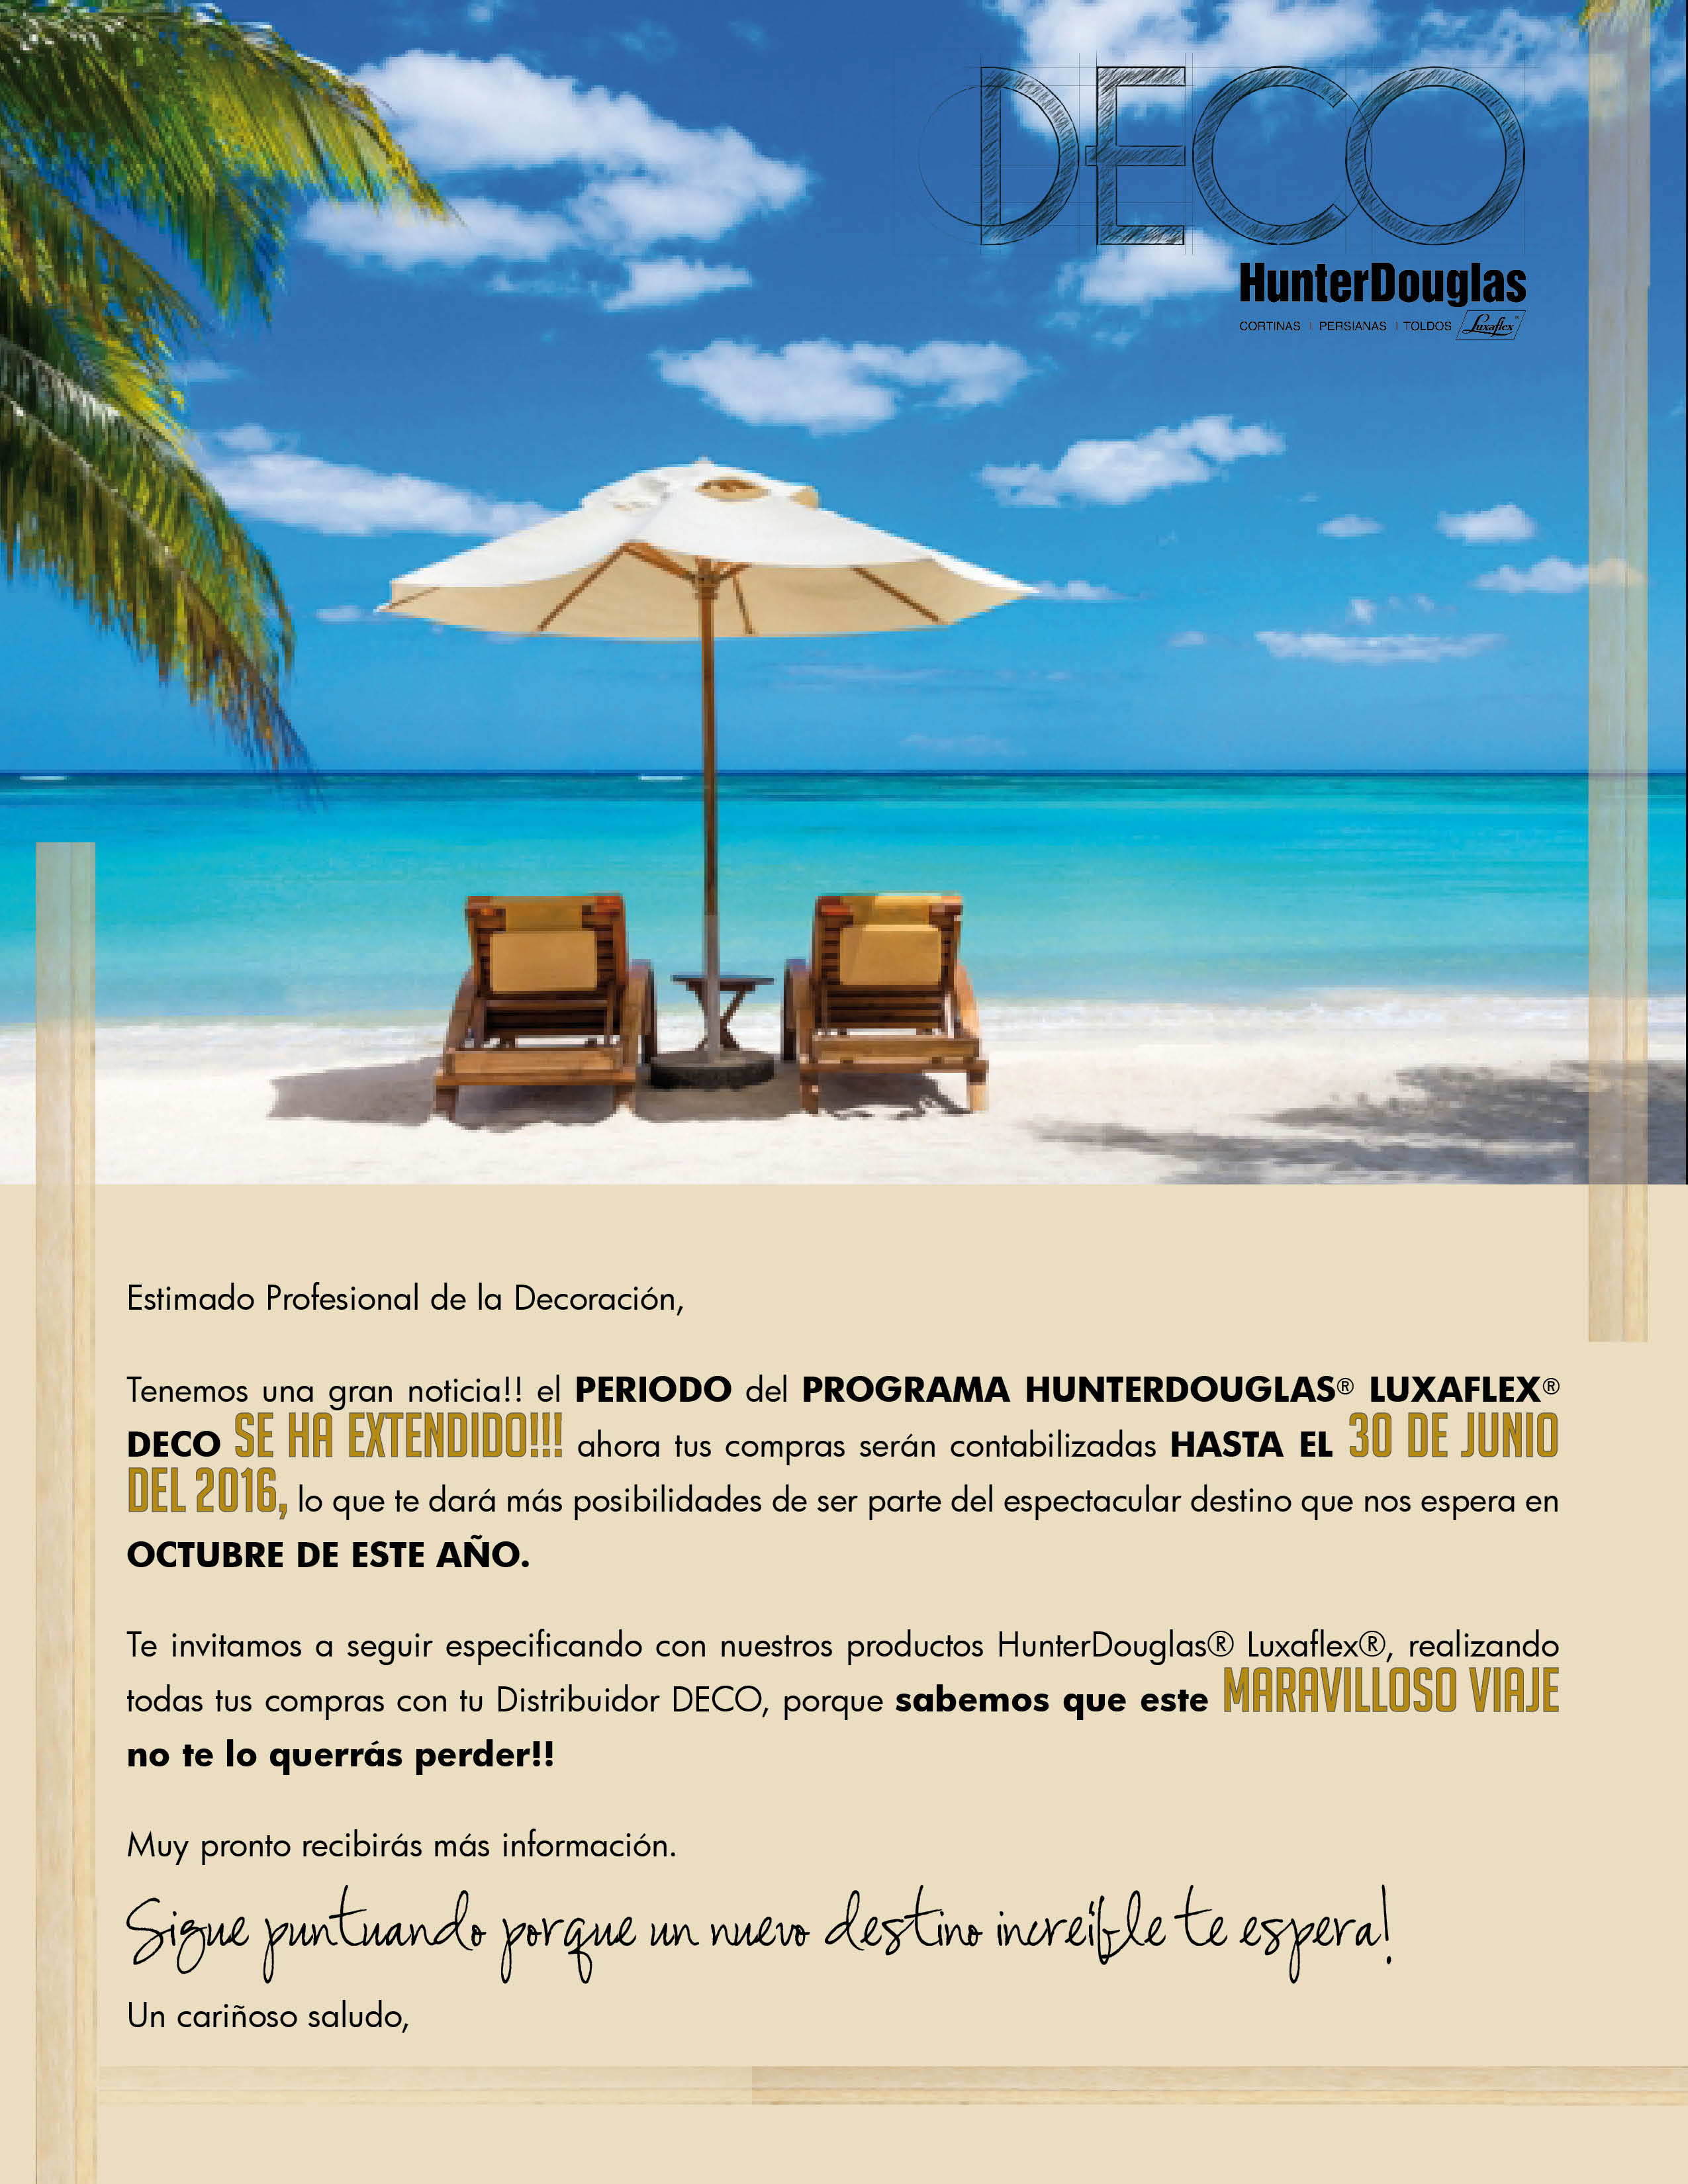 DECO
HunterDouglas
CORTINAS | PERSIANAS | TOLDOS Luxaflex®
Estimado Profesional de la Decoración,
Tenemos una gran noticia!! el PERIODO del PROGRAMA HUNTERDOUGLAS® LUXAFLEX®
DECO SE HA EXTENDIDO!!! ahora tus compras serán contabilizadas HASTA EL 30 DE JUNIO
DEL 2016, lo que te dará más posibilidades de ser parte del espectacular destino que nos espera en
OCTUBRE DE ESTE AÑO.
Te invitamos a seguir especificando con nuestros productos HunterDouglas® Luxaflex®, realizando
todas tus compras con tu Distribuidor DECO, porque sabemos que este MARAVILLOSO VIAJE
no te lo querrás perder!!
Muy pronto recibirás más información.
Sigue puntuando porque un nuevo destino increíble te espera!
Un cariñoso saludo,